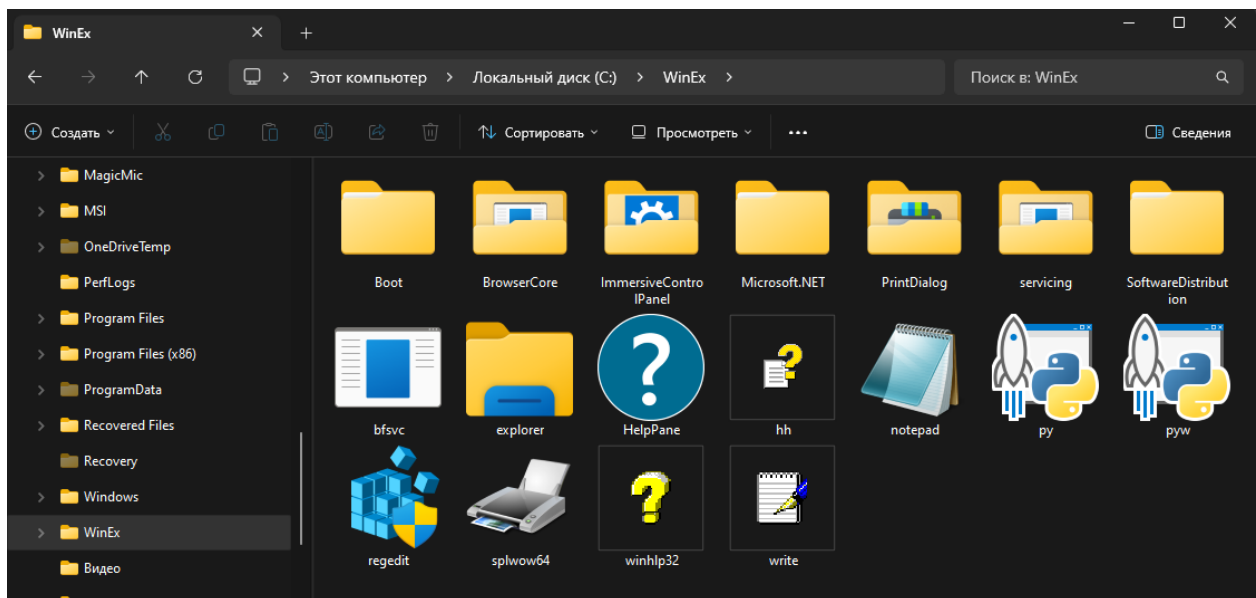 WinEx
Этот компьютер > Локальный диск (C:) > WinEx >
Поиск в: WinEx
Создать
Сортировать
Просмотреть
Сведения
MagicMic
MSI
OneDriveTemp
PerfLogs
Program Files
Program Files (x86)
ProgramData
Recovered Files
Recovery
Windows
WinEx
Видео
Boot
BrowserCore
ImmersiveContro
lPanel
Microsoft.NET
PrintDialog
servicing
SoftwareDistribut
ion
bfsvc
explorer
HelpPane
hh
notepad
py
pyw
regedit
splwow64
winhlp32
write